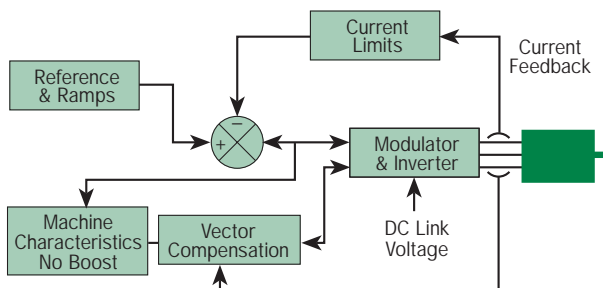 Current
Limits
Current
Feedback
Reference
& Ramps
−
+
Modulator
& Inverter
Machine
Characteristics
No Boost
Vector
Compensation
DC Link
Voltage